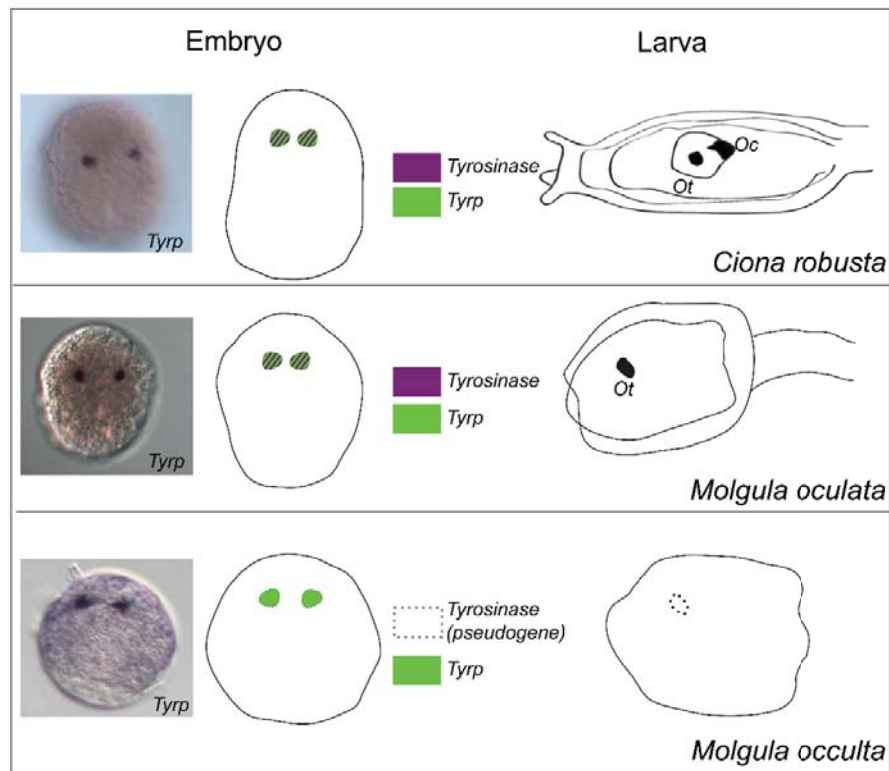 Embryo
Larva
Tyrp
Tyrosinase
Tyrp
Oc
Ot
Ciona robusta
Tyrp
Tyrosinase
Tyrp
Ot
Molgula oculata
Tyrp
Tyrosinase
(pseudogene)
Tyrp
Molgula occulta